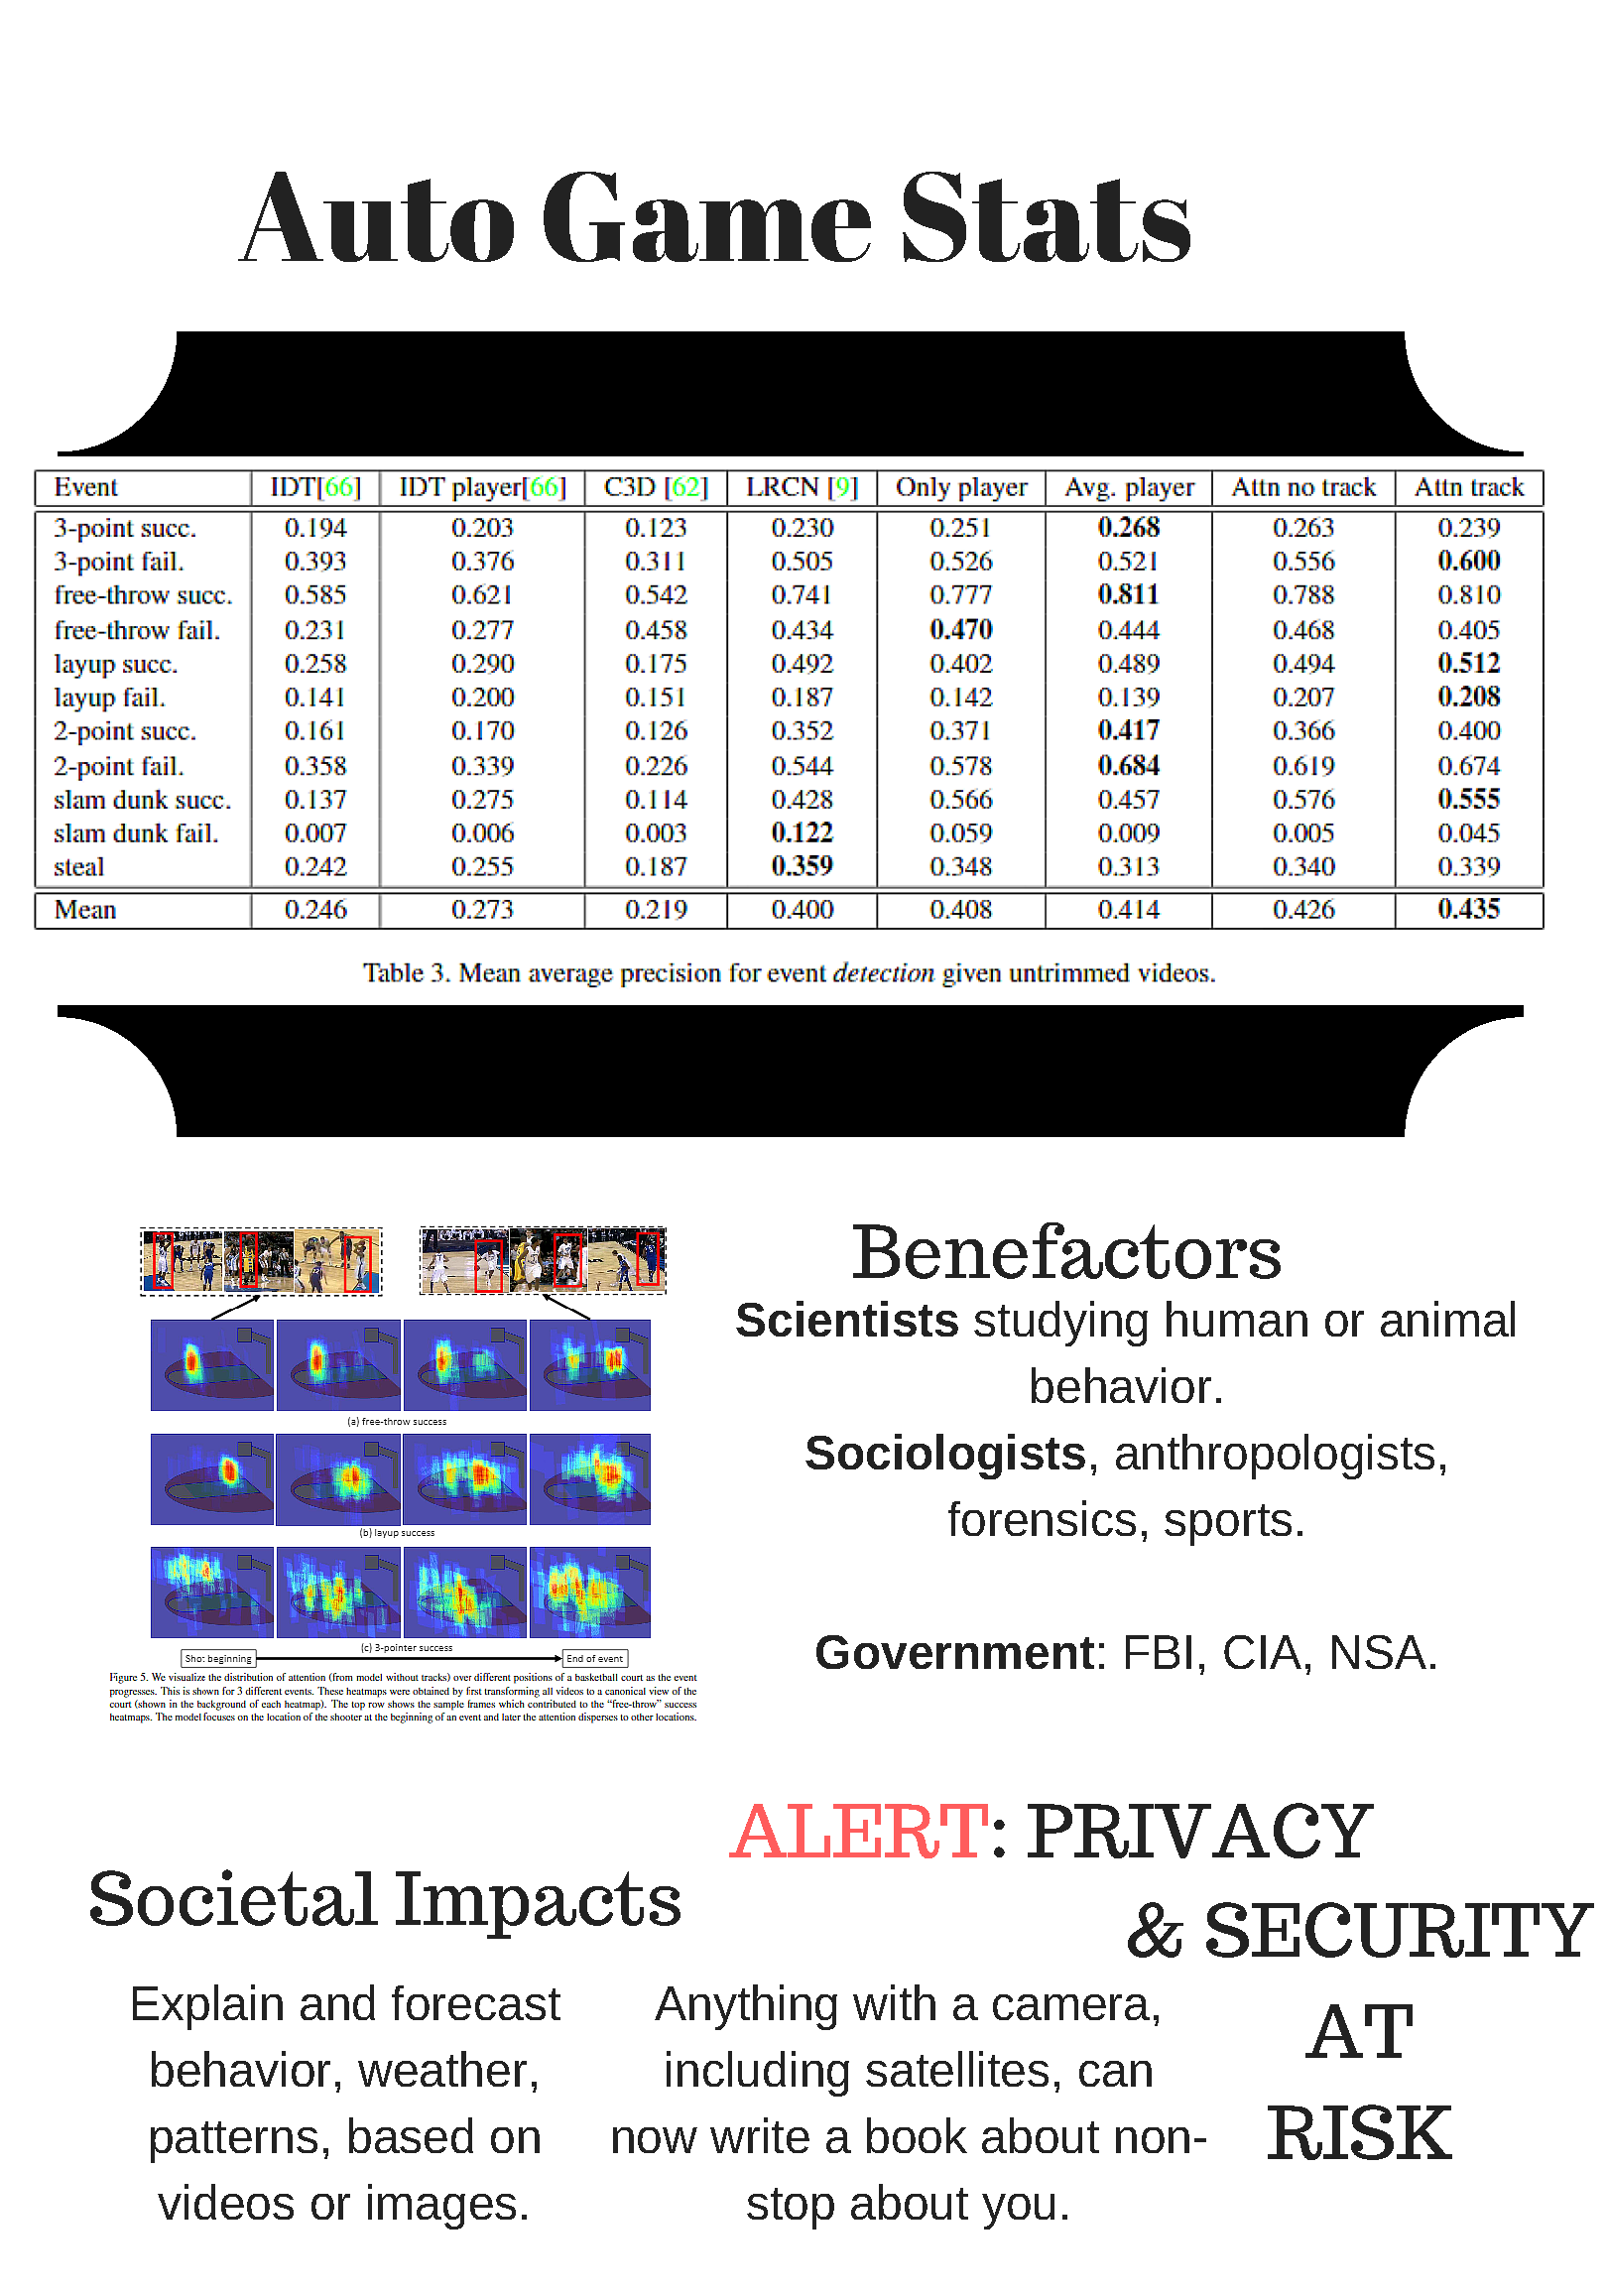 Auto Game Stats
Event IDT[66] IDT player[66] C3D [62] LRCN [9] Only player Avg. player Attn no track Attn track
3-point succ. 0.194 0.203 0.123 0.230 0.251 0.268 0.263 0.239
3-point fail. 0.393 0.376 0.311 0.505 0.526 0.521 0.556 0.600
free-throw succ. 0.585 0.621 0.542 0.741 0.777 0.811 0.788 0.810
free-throw fail. 0.231 0.277 0.458 0.434 0.470 0.444 0.468 0.405
layup succ. 0.258 0.290 0.175 0.492 0.402 0.489 0.494 0.512
layup fail. 0.141 0.200 0.151 0.187 0.142 0.139 0.207 0.208
2-point succ. 0.161 0.170 0.126 0.352 0.371 0.417 0.366 0.400
2-point fail. 0.358 0.339 0.226 0.544 0.578 0.684 0.619 0.674
slam dunk succ. 0.137 0.275 0.114 0.428 0.566 0.457 0.576 0.555
slam dunk fail. 0.007 0.006 0.003 0.122 0.059 0.009 0.005 0.045
steal 0.242 0.255 0.187 0.359 0.348 0.313 0.340 0.339
Mean 0.246 0.273 0.219 0.400 0.408 0.414 0.426 0.435
Table 3. Mean average precision for event detection given untrimmed videos.
(a) free-throw success
(b) layup success
(c) 3-pointer success
Shot beginning End of event
Figure 5. We visualize the distribution of attention (from model without tracks) over different positions of a basketball court as the event
progresses. This is shown for 3 different events. These heatmaps were obtained by first transforming all videos to a canonical view of the
court (shown in the background of each heatmap). The top row shows the sample frames which contributed to the “free-throw” success
heatmaps. The model focuses on the location of the shooter at the beginning of an event and later the attention disperses to other locations.
Benefactors
Scientists studying human or animal
behavior.
Sociologists, anthropologists,
forensics, sports.
Government: FBI, CIA, NSA.
Societal Impacts
Explain and forecast
behavior, weather,
patterns, based on
videos or images.
ALERT: PRIVACY
& SECURITY
AT
RISK
Anything with a camera,
including satellites, can
now write a book about non-
stop about you.